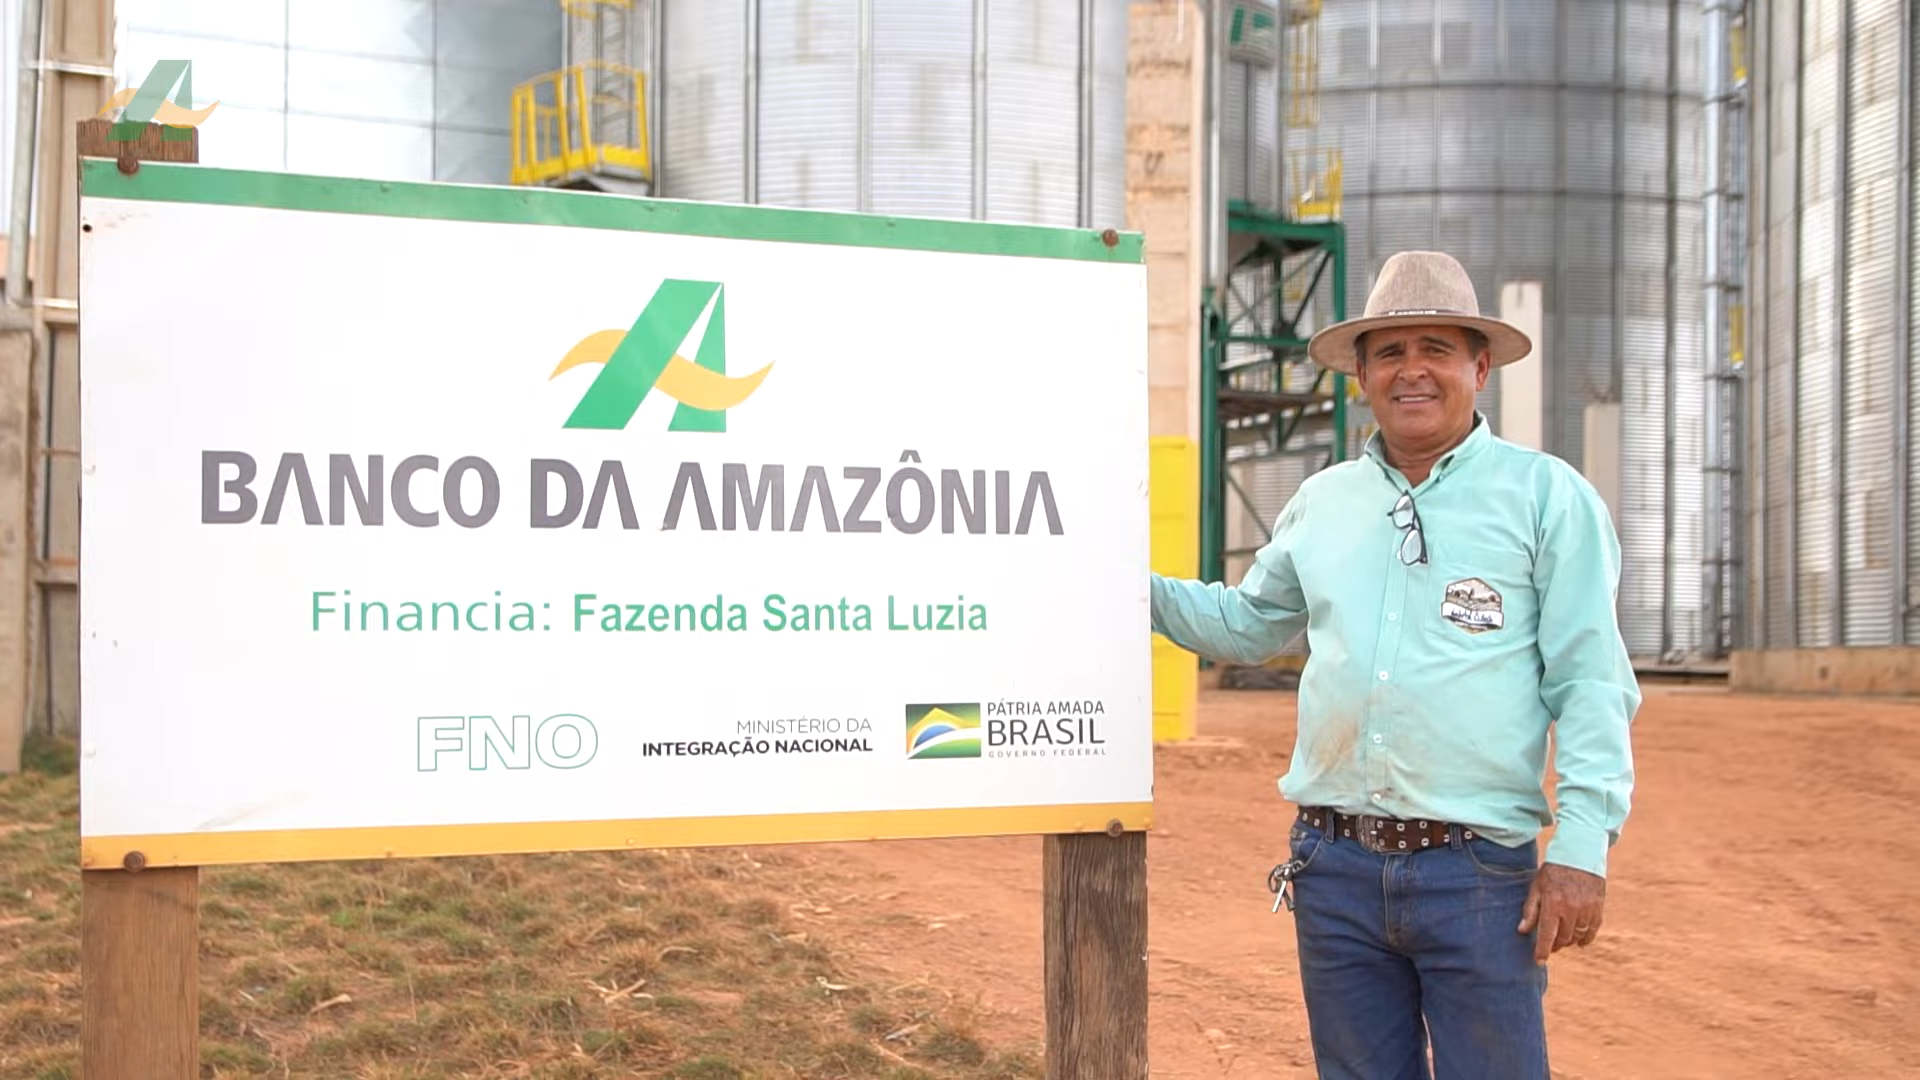 BANCO DA AMAZÔNIA
Financia: Fazenda Santa Luzia
FNO
MINISTÉRIO DA
INTEGRAÇÃO NACIONAL
PÁTRIA AMADA
BRASIL
GOVERNO FEDERAL